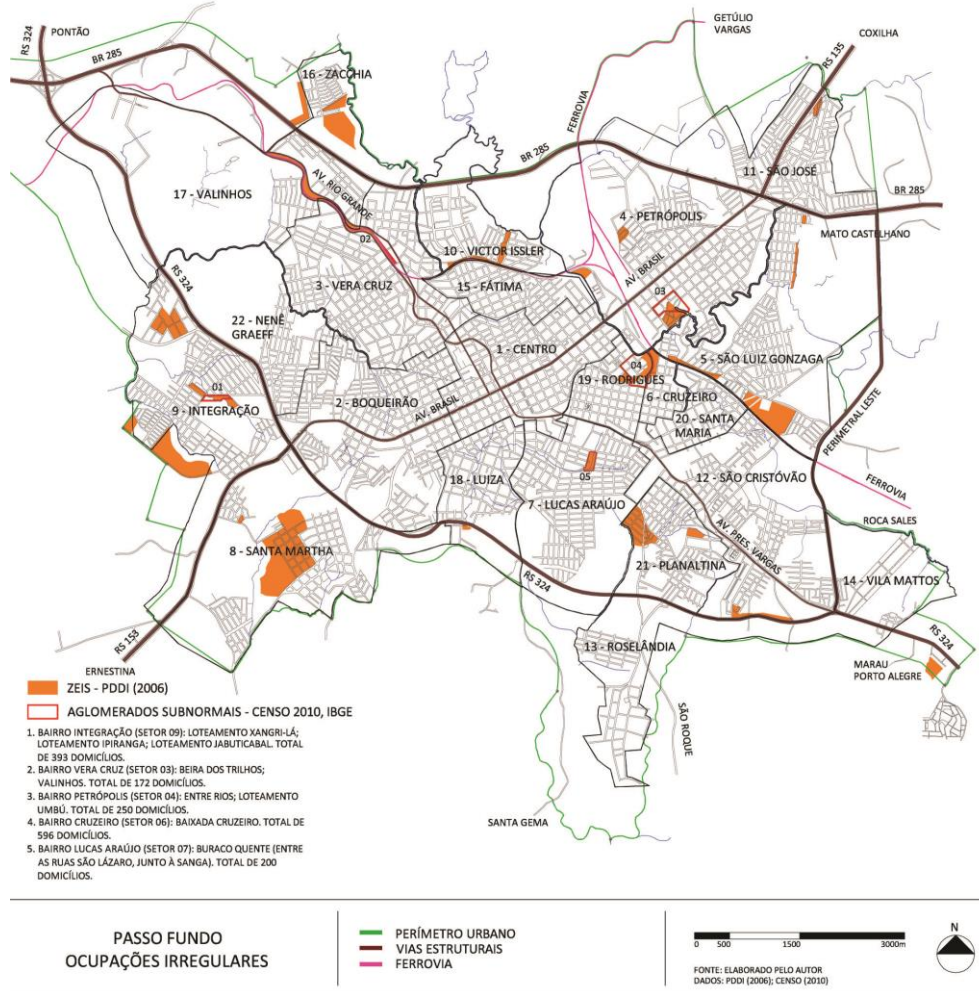 RS 324
PONTÃO
BR 285
GETÚLIO
VARGAS
COXILHA
RS 135
16 - ZACCHIA
FERROVIA
BR 285
11 - SÃO JOSÉ
BR 285
17 - VALINHOS
AV. RIO GRANDE
4 - PETRÓPOLIS
MATO CASTELHANO
02
10 - VICTOR ISSLER
AV. BRASIL
RS 324
3 - VERA CRUZ
15 - FÁTIMA
03
22 - NENÊ
GRAEFF
1 - CENTRO
5 - SÃO LUIZ GONZAGA
04
19 - RODRIGUES
01
9 - INTEGRAÇÃO
2 - BOQUEIRÃO
AV. BRASIL
6 - CRUZEIRO
20 - SANTA
MARIA
PERIMETRAL LESTE
18 - LUIZA
05
12 - SÃO CRISTÓVÃO
FERROVIA
7 - LUCAS ARAÚJO
ROCA SALES
8 - SANTA MARTHA
AV. PRES. VARGAS
21 - PLANALTINA
RS 324
14 - VILA MATTOS
RS 153
13 - ROSELÂNDIA
RS 324
ERNESTINA
MARAU
PORTO ALEGRE
SÃO ROQUE
SANTA GEMA
ZEIS - PDDI (2006)
AGLOMERADOS SUBNORMAIS - CENSO 2010, IBGE
1. BAIRRO INTEGRAÇÃO (SETOR 09): LOTEAMENTO XANGRI-LÁ;
LOTEAMENTO IPIRANGA; LOTEAMENTO JABUTICABAL. TOTAL
DE 393 DOMICÍLIOS.
2. BAIRRO VERA CRUZ (SETOR 03): BEIRA DOS TRILHOS;
VALINHOS. TOTAL DE 172 DOMICÍLIOS.
3. BAIRRO PETRÓPOLIS (SETOR 04): ENTRE RIOS; LOTEAMENTO
UMBÚ. TOTAL DE 250 DOMICÍLIOS.
4. BAIRRO CRUZEIRO (SETOR 06): BAIXADA CRUZEIRO. TOTAL DE
596 DOMICÍLIOS.
5. BAIRRO LUCAS ARAÚJO (SETOR 07): BURACO QUENTE (ENTRE
AS RUAS SÃO LÁZARO, JUNTO À SANGA). TOTAL DE 200
DOMICÍLIOS.
PASSO FUNDO
OCUPAÇÕES IRREGULARES
PERÍMETRO URBANO
VIAS ESTRUTURAIS
FERROVIA
0 500 1500 3000m
FONTE: ELABORADO PELO AUTOR
DADOS: PDDI (2006); CENSO (2010)
N